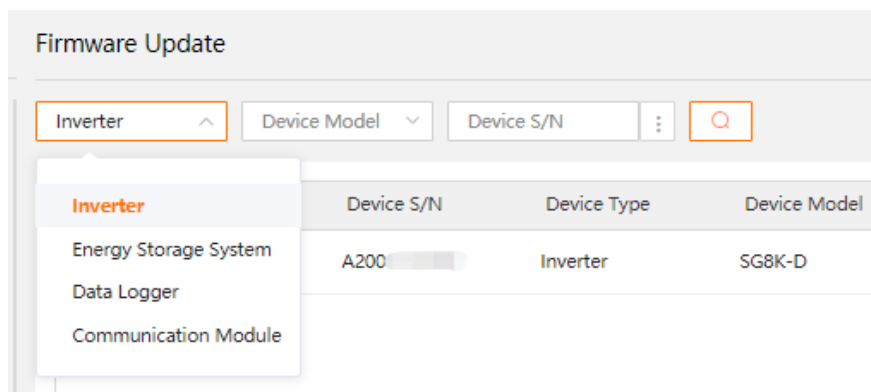 Firmware Update
Inverter Device Model Device S/N
Inverter
Energy Storage System
Data Logger
Communication Module
Device S/N Device Type Device Model
A200 Inverter SG8K-D